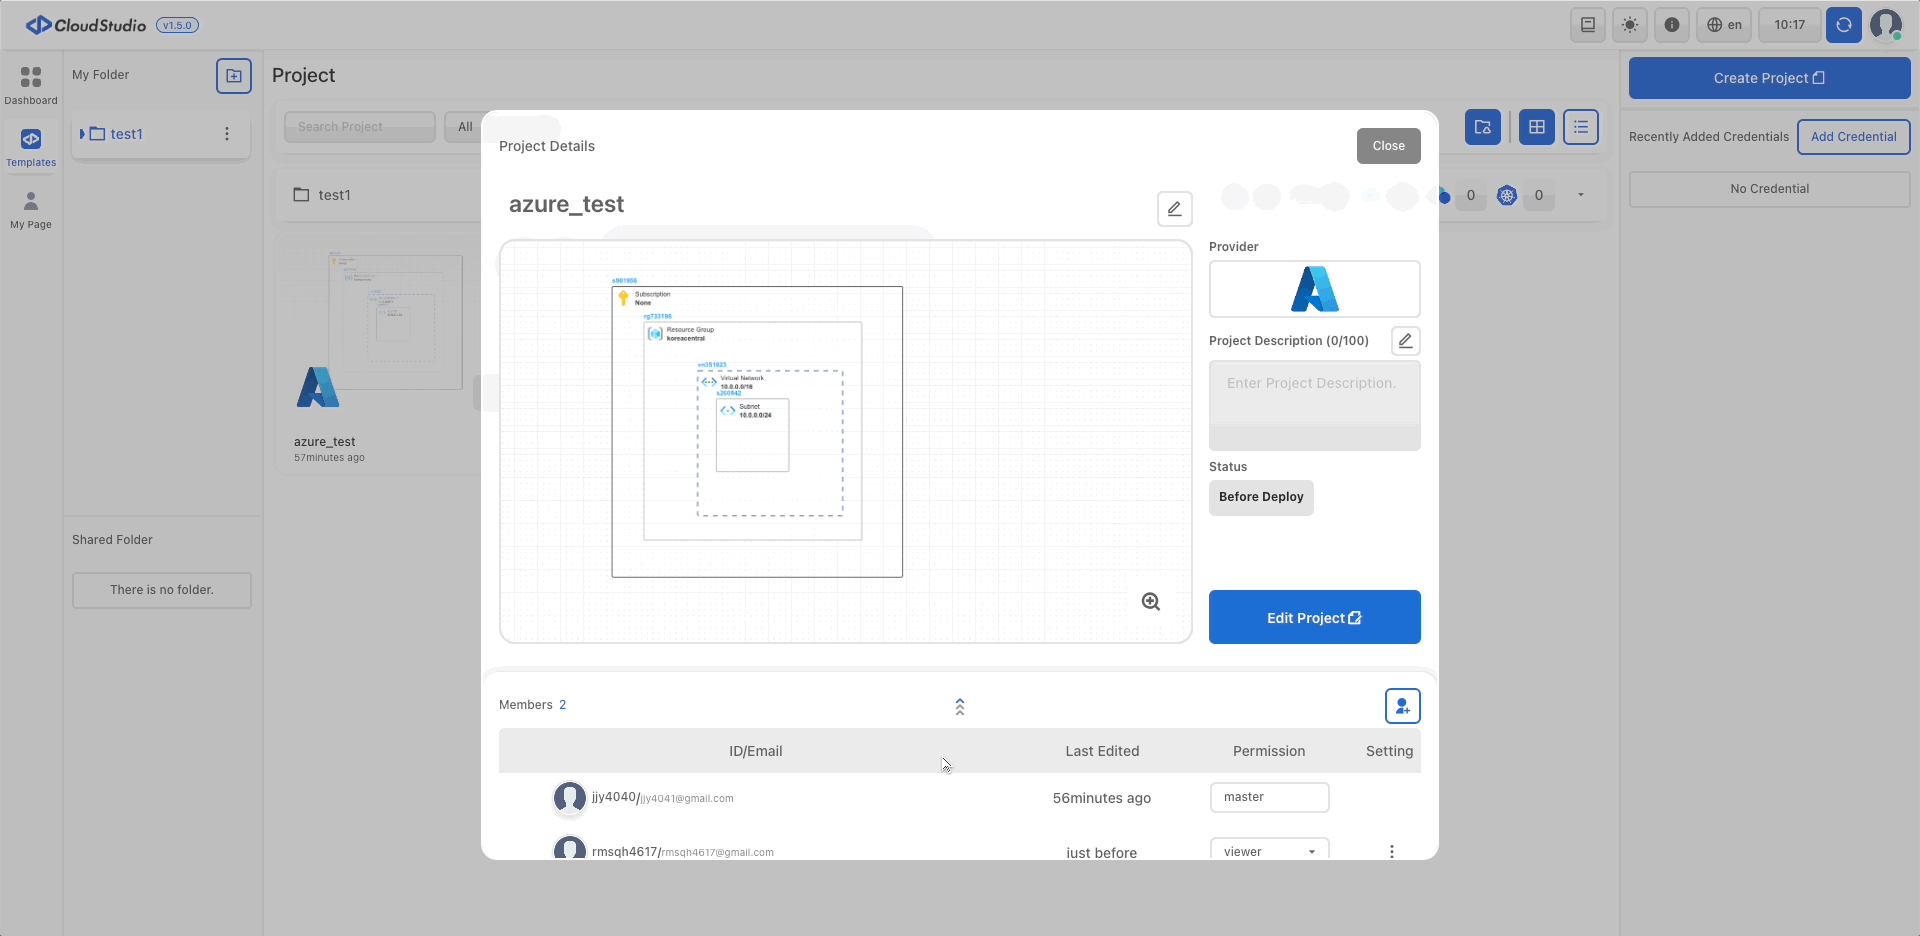 CloudStudio v1.5.0
en
10:17
Dashboard
Templates
My Page
My Folder
test1
Shared Folder
There is no folder.
Project
Search Project
All
test1
0
0
azure_test
57minutes ago
Create Project
Recently Added Credentials
Add Credential
No Credential
Project Details
Close
azure_test
s901956
Subscription
None
rg733196
Resource Group
koreacentral
vn351823
Virtual Network
10.0.0.0/16
s260942
Subnet
10.0.0.0/24
Provider
Project Description (0/100)
Enter Project Description.
Status
Before Deploy
Edit Project
Members 2
ID/Email Last Edited Permission Setting
jjy4040/jjy4041@gmail.com 56minutes ago master
rmsqh4617/rmsqh4617@gmail.com just before viewer